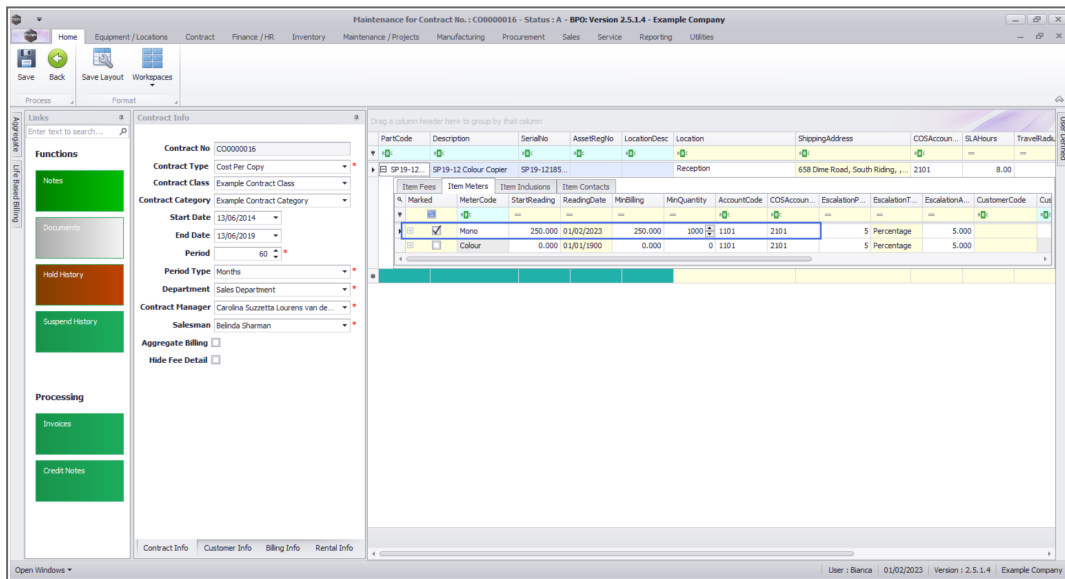 Maintenance for Contract No. : CO0000016 - Status : A - BPO: Version 2.5.1.4 - Example Company
Home Equipment / Locations Contract Finance / HR Inventory Maintenance / Projects Manufacturing Procurement Sales Service Reporting Utilities
Save Back Save Layout Workspaces
Process Format
Aggregate
Life Based Billing
Links
Enter text to search...
Functions
Notes
Documents
Hold History
Suspend History
Processing
Invoices
Credit Notes
Contract Info
Contract No CO0000016
Contract Type Cost Per Copy *
Contract Class Example Contract Class
Contract Category Example Contract Category *
Start Date 13/06/2014
End Date 13/06/2019
Period 60 *
Period Type Months *
Department Sales Department *
Contract Manager Carolina Suzzetta Lourens van de... *
Salesman Belinda Sharman *
Aggregate Billing
Hide Fee Detail
Contract Info Customer Info Billing Info Rental Info
Drag a column header here to group by that column
PartCode Description SerialNo AssetRegNo LocationDesc Location ShippingAddress COSAccoun... SLAHours TravelRadiu
SP19-12... SP19-12 Colour Copier SP19-12185... Reception 658 Dime Road, South Riding, ,... 2101 8.00
Item Fees Item Meters Item Inclusions Item Contacts
Marked MeterCode StartReading ReadingDate MinBilling MinQuantity AccountCode COSAccoun... EscalationP... EscalationT... EscalationA... CustomerCode Cus
Mono 250.000 01/02/2023 250.000 1000 1101 2101 5 Percentage 5.000
Colour 0.000 01/01/1900 0.000 0 1101 2101 5 Percentage 5.000
User Defined
Open Windows User : Bianca 01/02/2023 Version : 2.5.1.4 Example Company